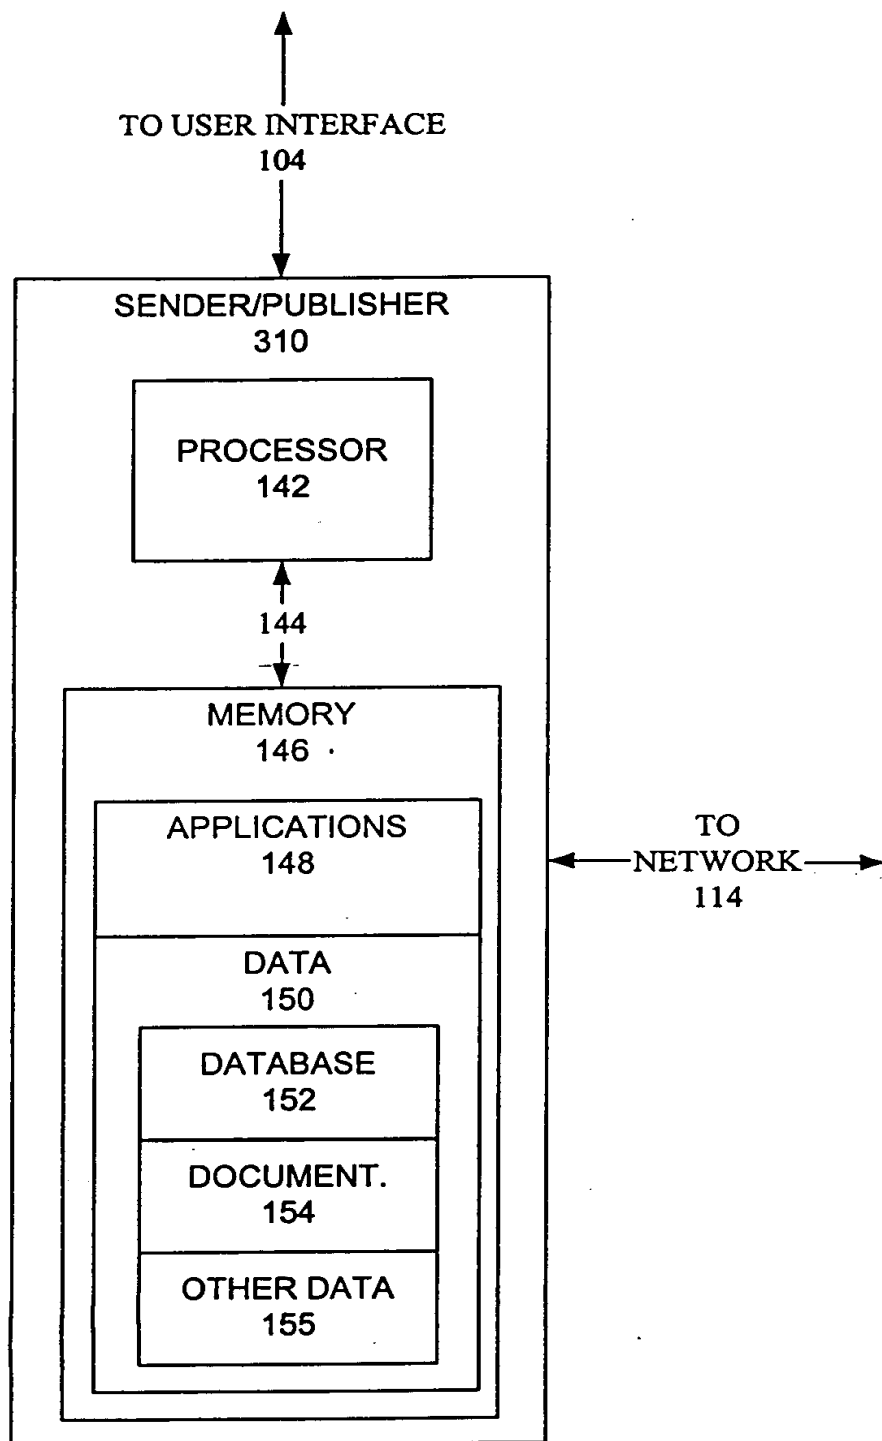 TO USER INTERFACE
104
SENDER/PUBLISHER
310
PROCESSOR
142
144
MEMORY
146
APPLICATIONS
148
TO
NETWORK
114
DATA
150
DATABASE
152
DOCUMENT.
154
OTHER DATA
155